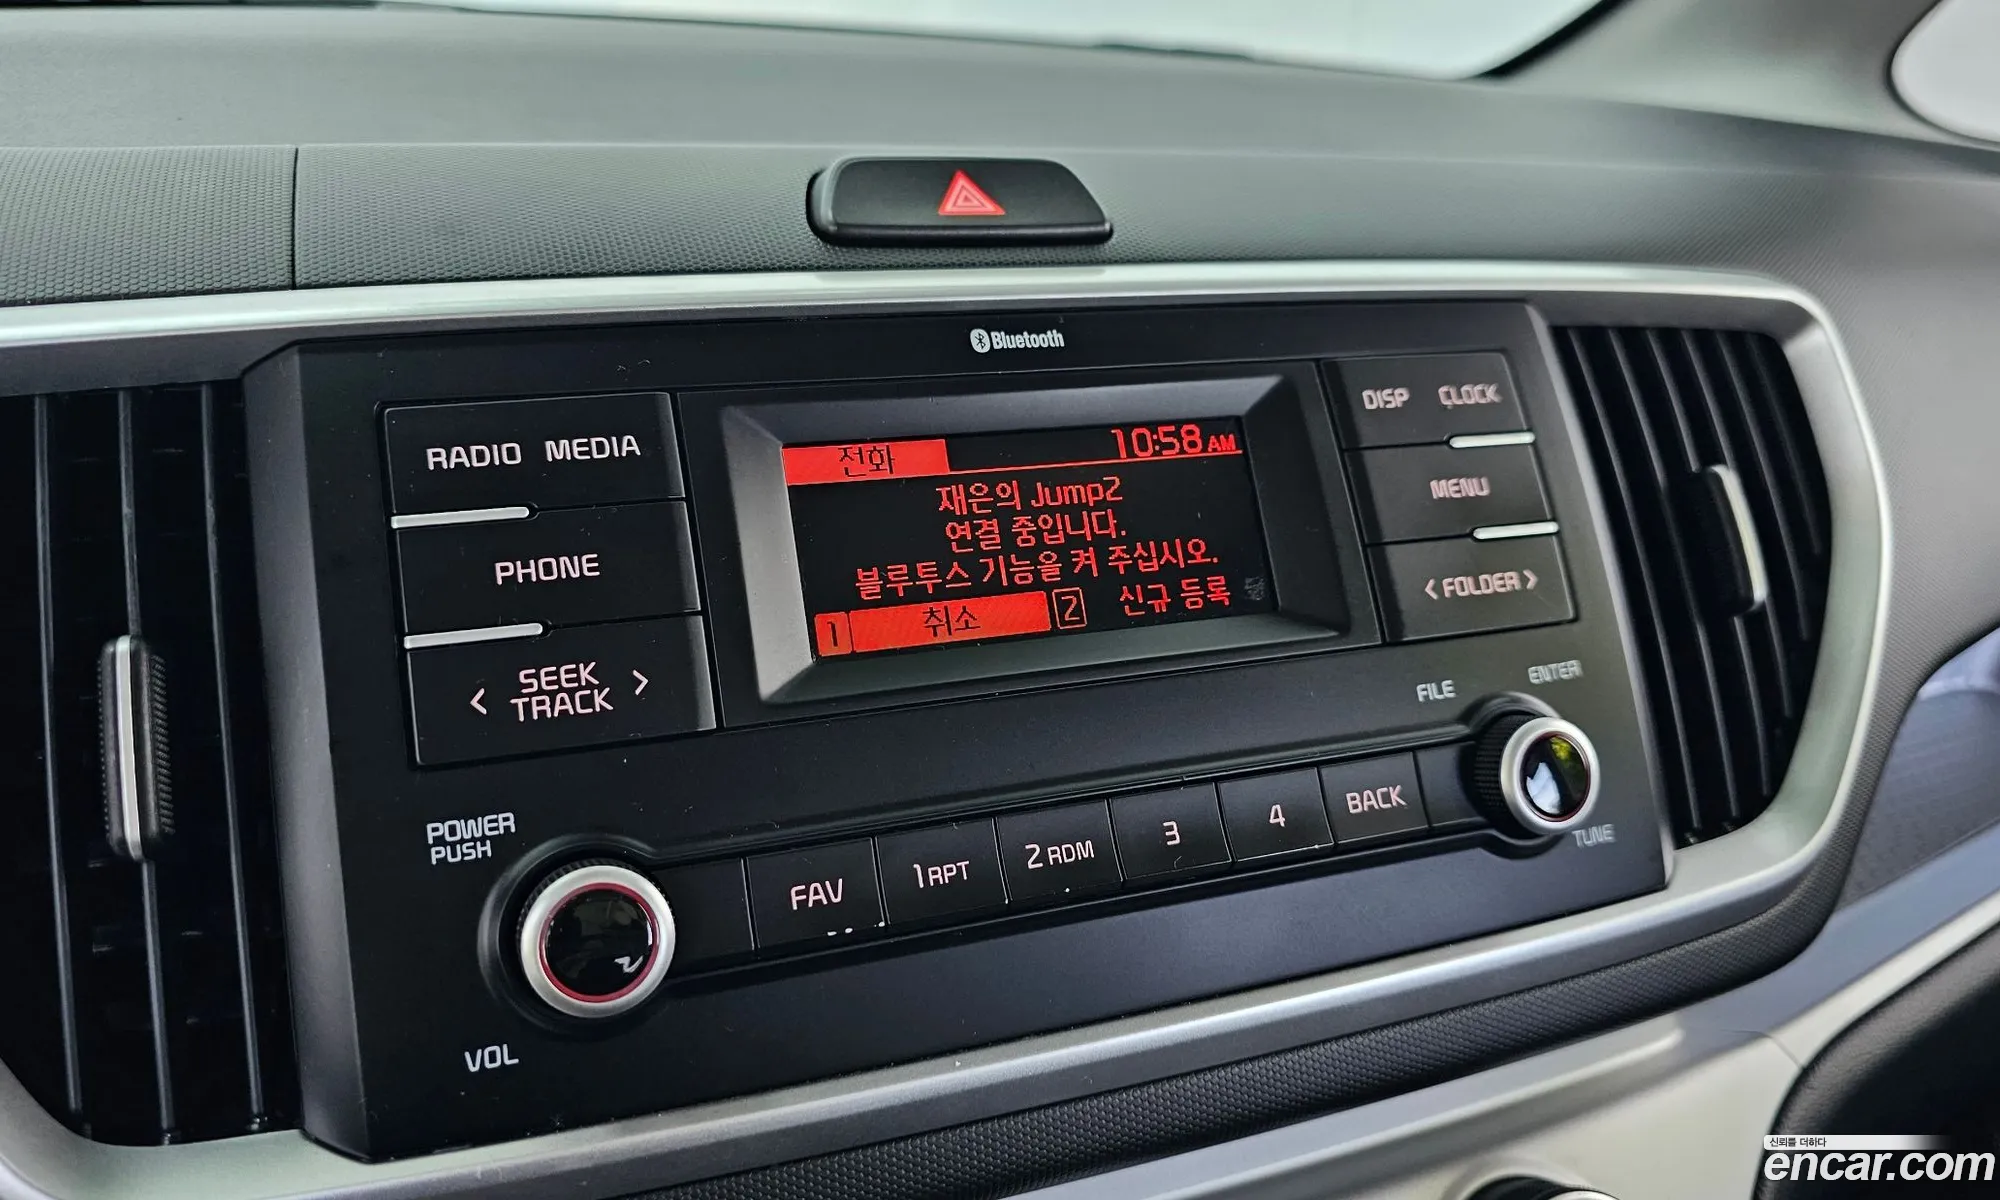 Bluetooth
RADIO MEDIA
PHONE
< SEEK TRACK >
전화 10:58 AM
재은의 Jump2
연결 중입니다.
블루투스 기능을 켜 주십시오.
1 취소 2 신규 등록
DISP CLOCK
MENU
< FOLDER >
FILE ENTER
TUNE
POWER
PUSH
VOL
FAV 1 RPT 2 RDM 3 4 BACK
신뢰를 더하다
encar.com